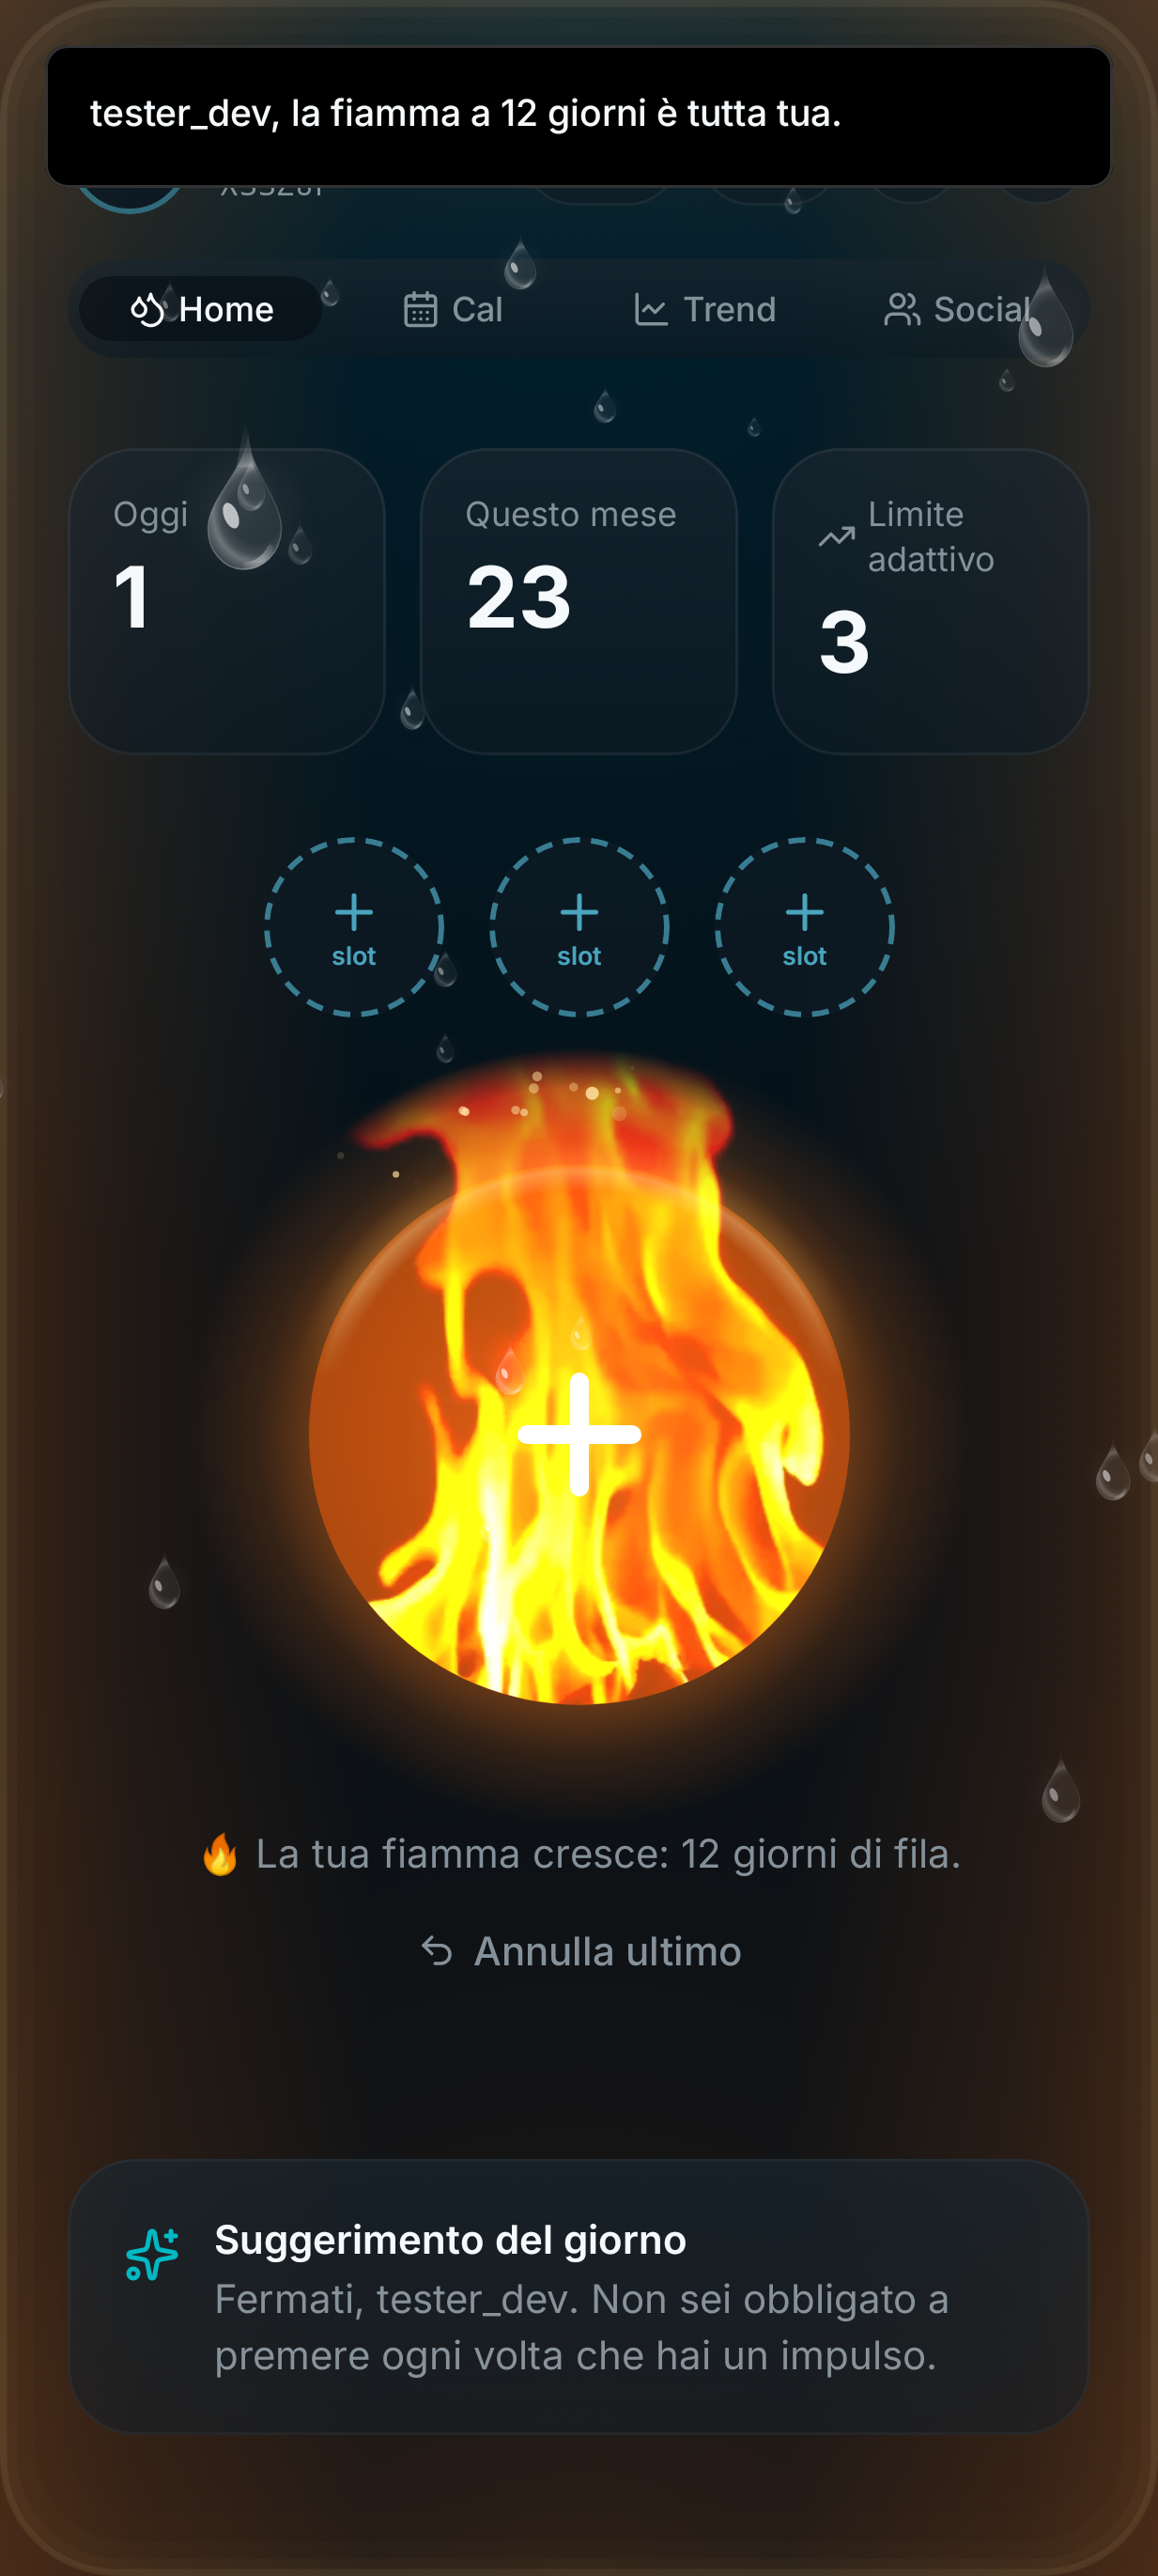 tester_dev, la fiamma a 12 giorni è tutta tua.
Home
Cal
Trend
Social
Oggi
1
Questo mese
23
Limite
adattivo
3
slot
slot
slot
La tua fiamma cresce: 12 giorni di fila.
Annulla ultimo
Suggerimento del giorno
Fermati, tester_dev. Non sei obbligato a
premere ogni volta che hai un impulso.